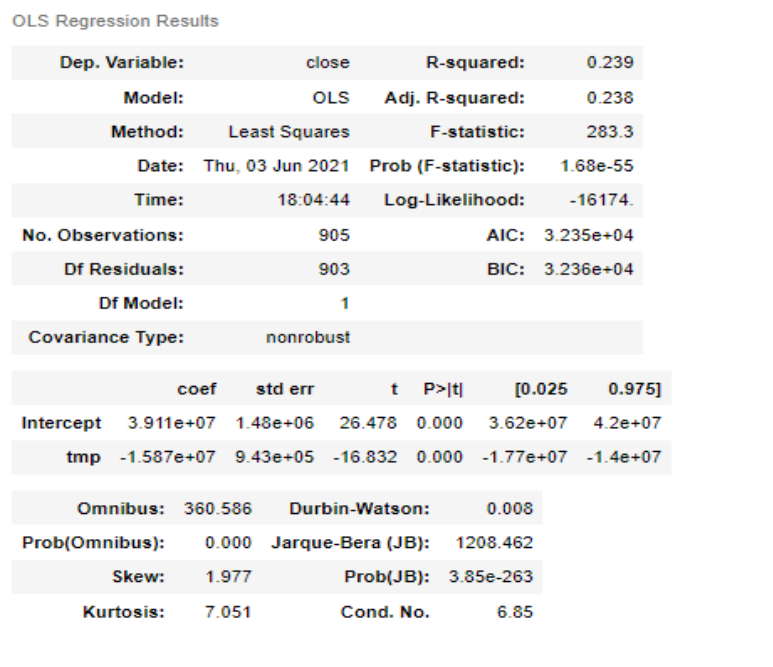 OLS Regression Results
Dep. Variable: close R-squared: 0.239
Model: OLS Adj. R-squared: 0.238
Method: Least Squares F-statistic: 283.3
Date: Thu, 03 Jun 2021 Prob (F-statistic): 1.68e-55
Time: 18:04:44 Log-Likelihood: -16174.
No. Observations: 905 AIC: 3.235e+04
Df Residuals: 903 BIC: 3.236e+04
Df Model: 1
Covariance Type: nonrobust
coef std err t P>|t| [0.025 0.975]
Intercept 3.911e+07 1.48e+06 26.478 0.000 3.62e+07 4.2e+07
tmp -1.587e+07 9.43e+05 -16.832 0.000 -1.77e+07 -1.4e+07
Omnibus: 360.586 Durbin-Watson: 0.008
Prob(Omnibus): 0.000 Jarque-Bera (JB): 1208.462
Skew: 1.977 Prob(JB): 3.85e-263
Kurtosis: 7.051 Cond. No. 6.85